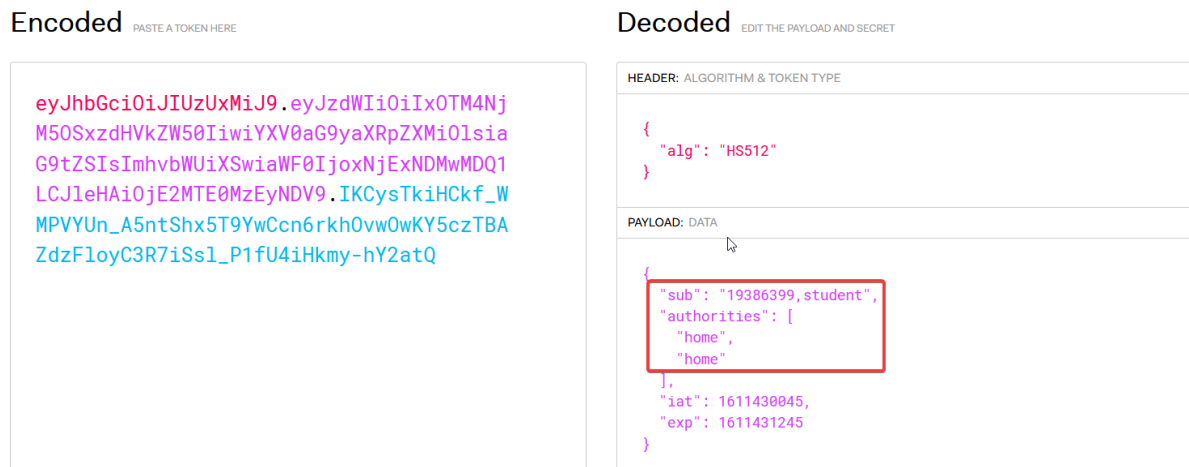 Encoded PASTE A TOKEN HERE
eyJhbGciOiJIUzUxMiJ9.eyJzdWIiOiIxOTM4Nj
M5OSxzdHVkZW50IiwiYXV0aG9yaXRpZXMiOlsia
G9tZSIsImhvbWUiXSwiaWF0IjoxNjExNDMwMDQ1
LCJleHAiOjE2MTE0MzEyNDV9.IKCysTkiHCkf_W
MPVYUn_A5ntShx5T9YwCcn6rkhOvwOwKY5czTBA
ZdzFloyC3R7iSsl_P1fU4iHkmy-hY2atQ
Decoded EDIT THE PAYLOAD AND SECRET
HEADER: ALGORITHM & TOKEN TYPE
{
"alg": "HS512"
}
PAYLOAD: DATA
{
"sub": "19386399,student",
"authorities": [
"home",
"home"
],
"iat": 1611430045,
"exp": 1611431245
}